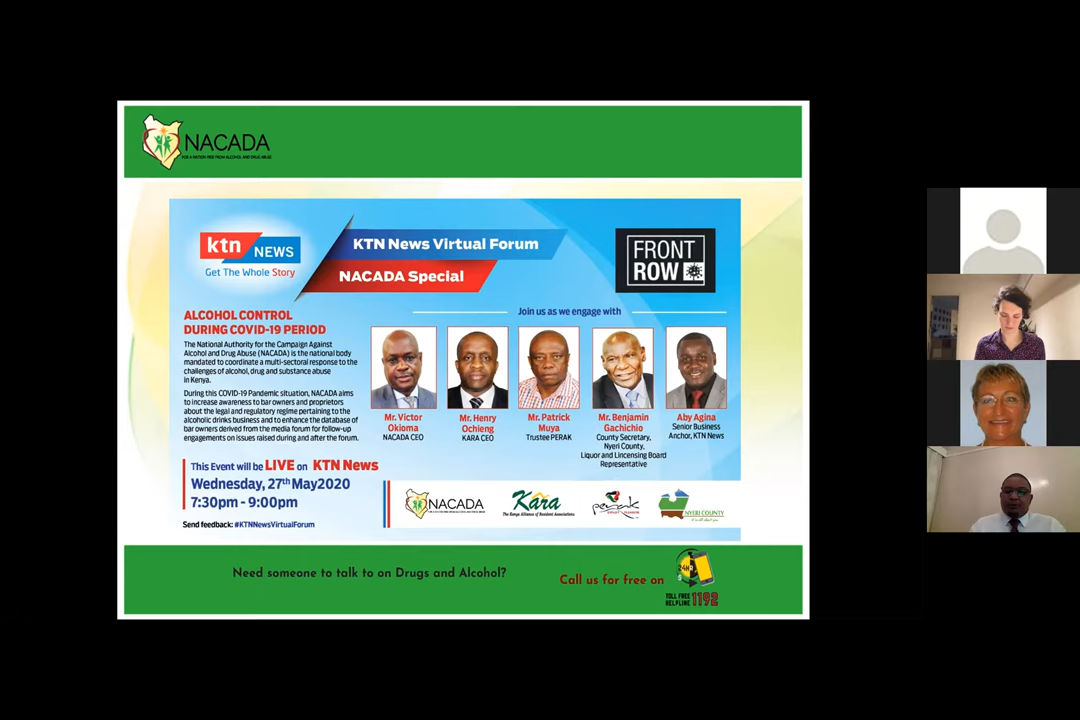 NACADA
FOR A NATION FREE FROM ALCOHOL AND DRUG ABUSE
ktn NEWS
Get The Whole Story
KTN News Virtual Forum
NACADA Special
FRONT
ROW
ALCOHOL CONTROL
DURING COVID-19 PERIOD
The National Authority for the Campaign Against
Alcohol and Drug Abuse (NACADA) is the national body
mandated to coordinate a multi-sectoral response to the
challenges of alcohol, drug and substance abuse
in Kenya.
During this COVID-19 Pandemic situation, NACADA aims
to increase awareness to bar owners and proprietors
about the legal and regulatory regime pertaining to the
alcoholic drinks business and to enhance the database of
bar owners derived from the media forum for follow-up
engagements on issues raised during and after the forum.
Join us as we engage with
Mr. Victor
Okioma
NACADA CEO
Mr. Henry
Ochieng
KARA CEO
Mr. Patrick
Muya
Trustee PERAK
Mr. Benjamin
Gachichio
County Secretary,
Nyeri County,
Liquor and Lincensing Board
Representative
Aby Agina
Senior Business
Anchor, KTN News
This Event will be LIVE on KTN News
Wednesday, 27th May2020
7:30pm - 9:00pm
Send feedback: #KTNNewsVirtualForum
NACADA
Kara
The Kenya Alliance of Resident Associations
perak
NYERI COUNTY
Need someone to talk to on Drugs and Alcohol?
Call us for free on
24H
TOLL FREE
HELPLINE 1192